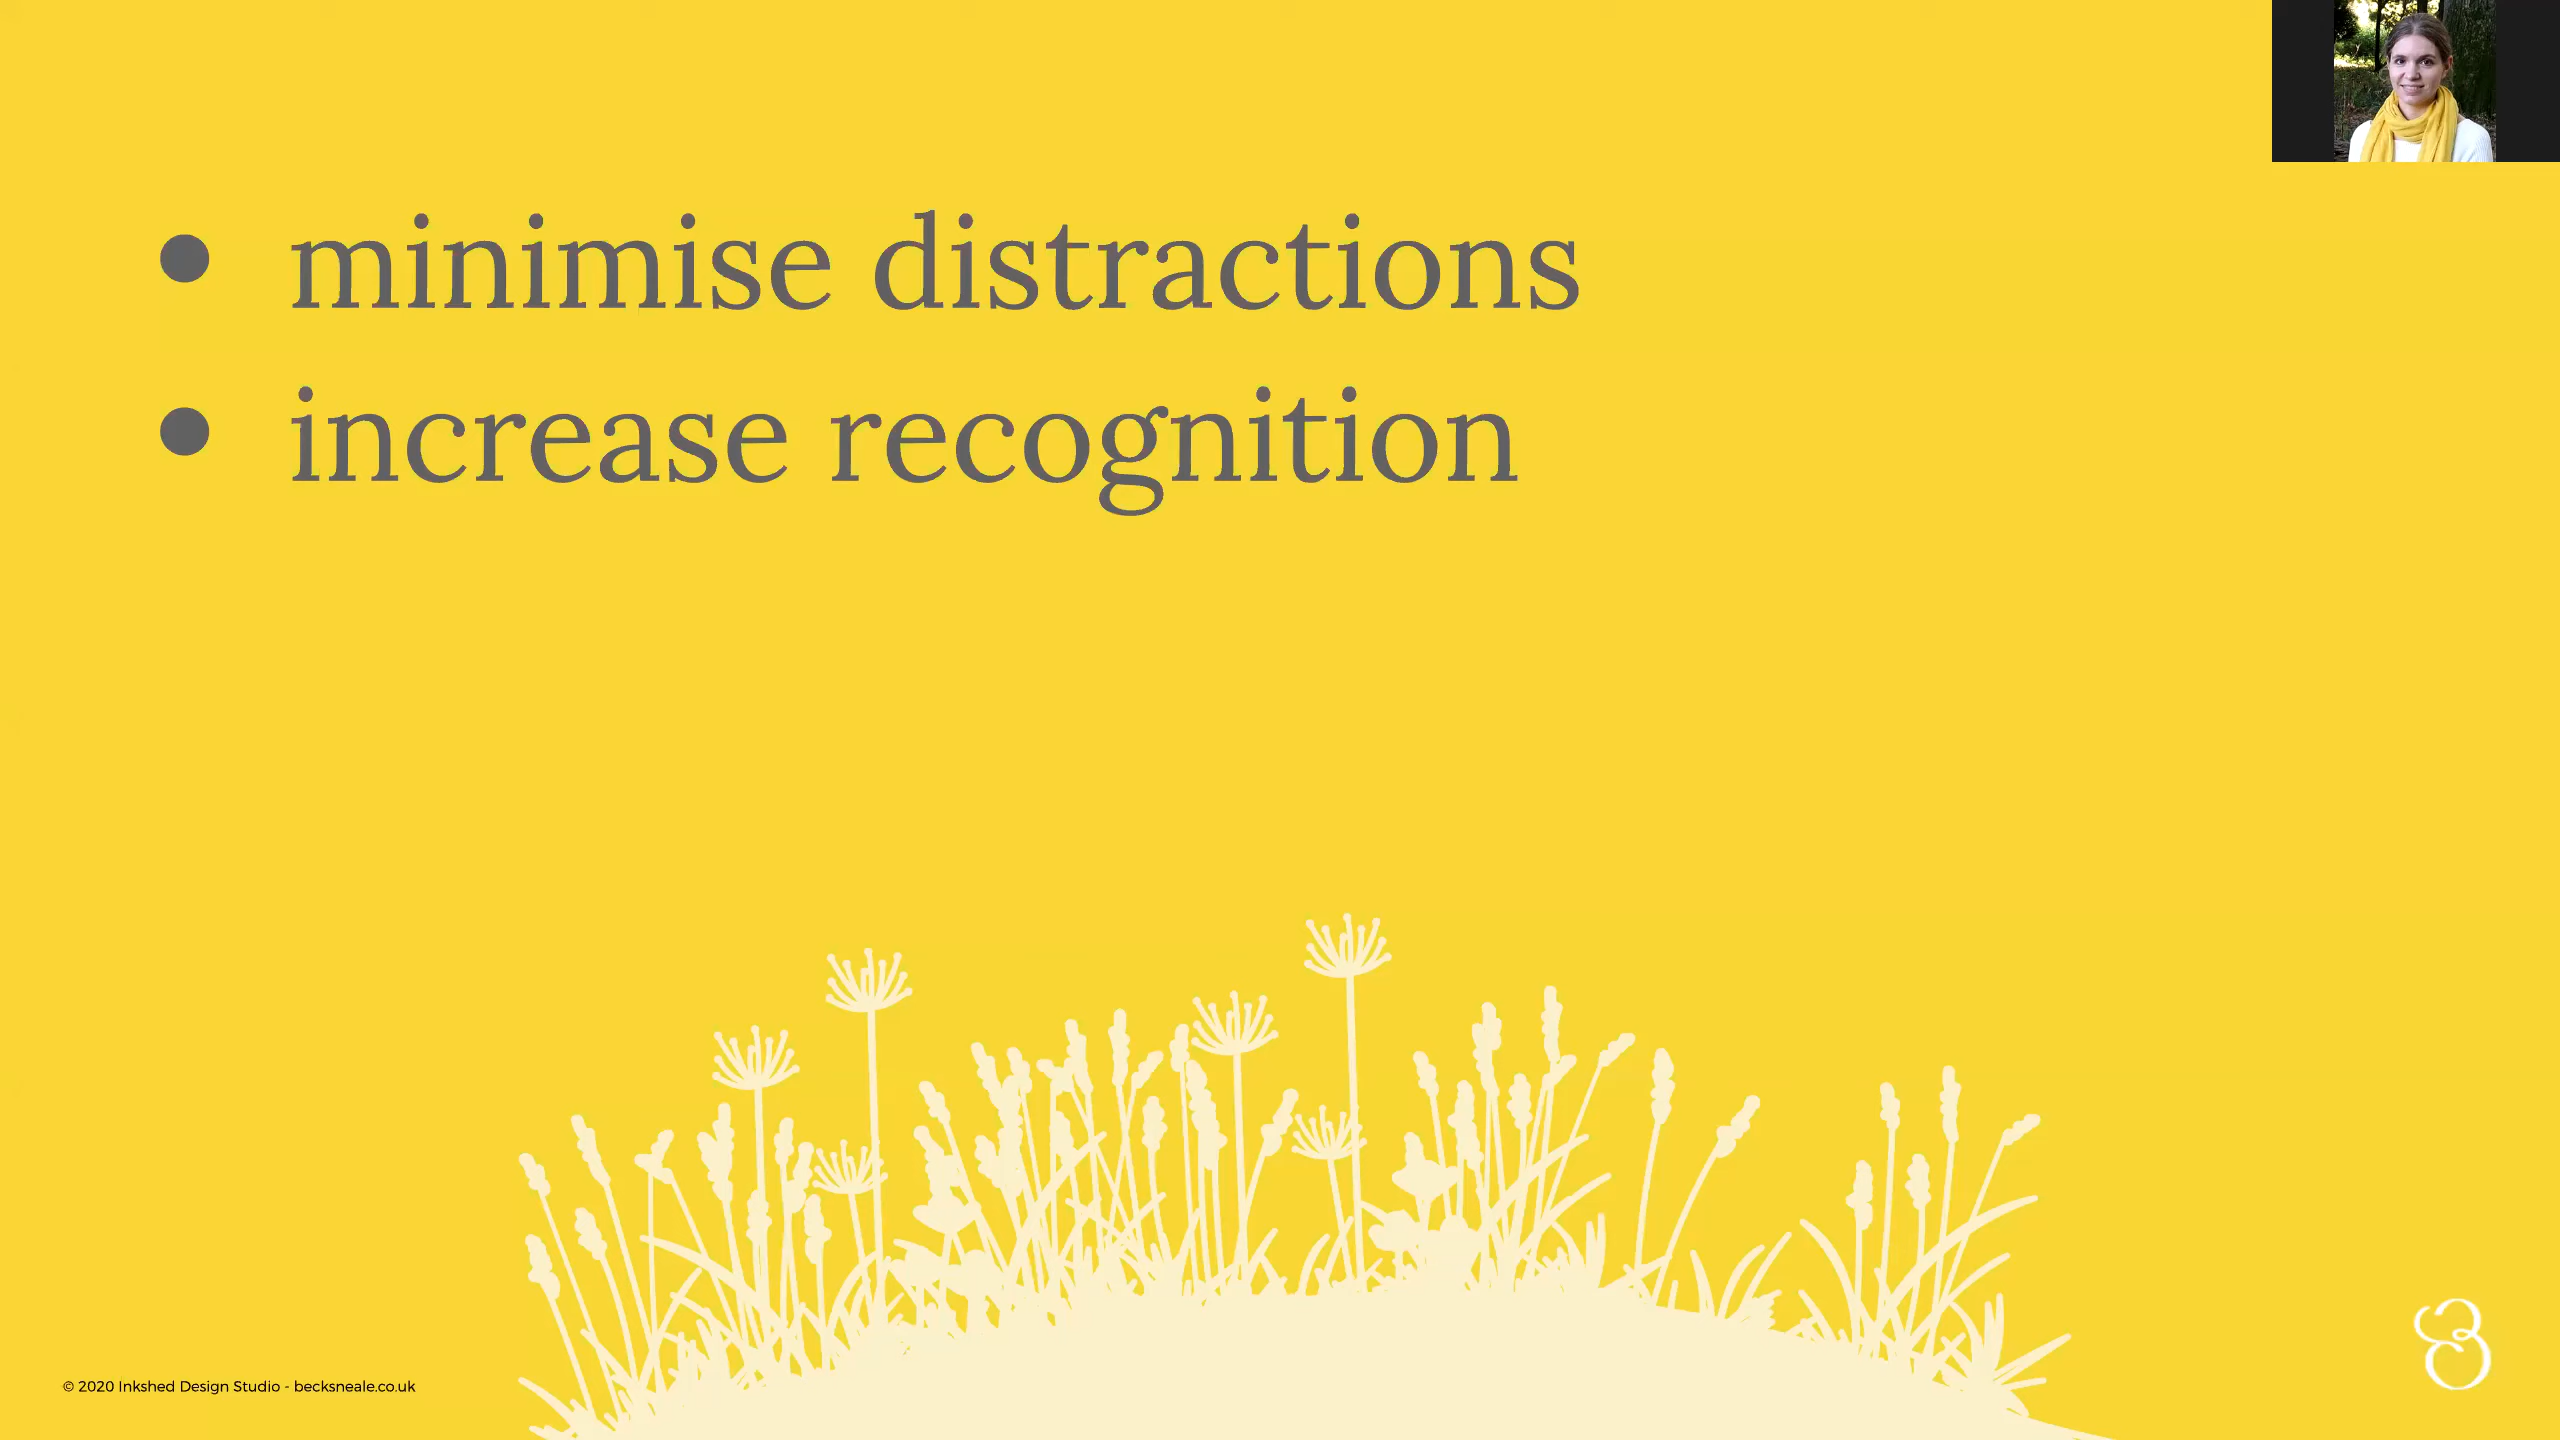 ● minimise distractions
● increase recognition
© 2020 Inkshed Design Studio - becksneale.co.uk